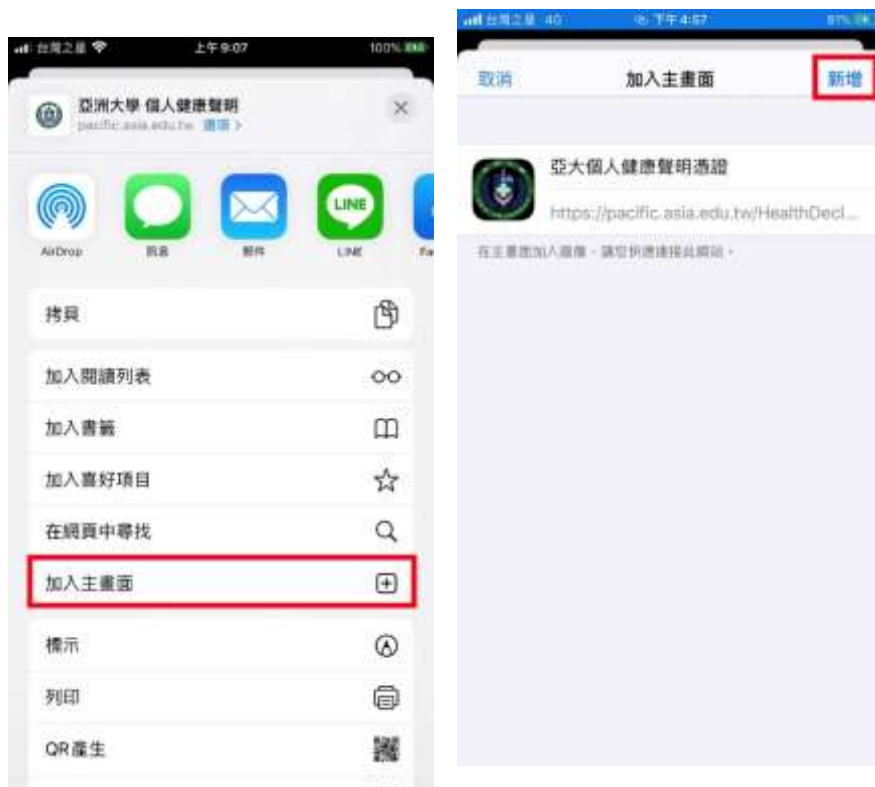 台灣之星
上午9:07
100%
亞洲大學 個人健康聲明
pacific.asia.edu.tw 選項 >
AirDrop
訊息
郵件
LINE
LINE
Fa
拷貝
加入閱讀列表
加入書籤
加入喜好項目
在網頁中尋找
加入主畫面
標示
列印
QR產生
台灣之星 4G
下午4:57
取消
加入主畫面
新增
亞大個人健康聲明憑證
https://pacific.asia.edu.tw/HealthDecl...
在主畫面加入圖像，讓您快速連接此網站。